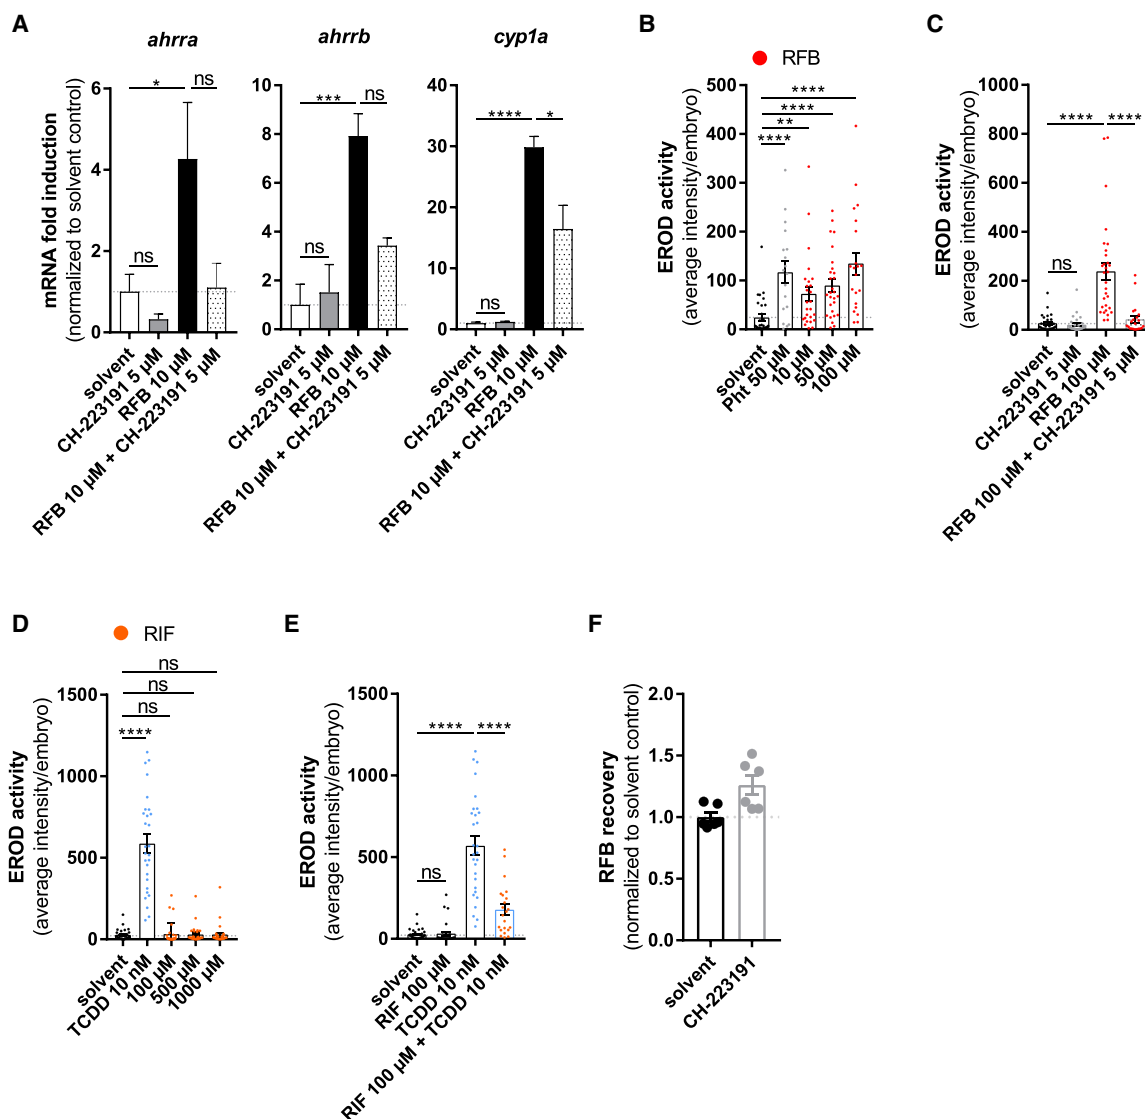 A
ahrra
ahrrb
cyp1a
mRNA fold induction
(normalized to solvent control)
6
4
2
0
*
ns
ns
solvent
CH-223191 5 µM
RFB 10 µM
RFB 10 µM + CH-223191 5 µM
10
8
6
4
2
0
***
ns
ns
solvent
CH-223191 5 µM
RFB 10 µM
RFB 10 µM + CH-223191 5 µM
40
30
20
10
0
****
*
ns
solvent
CH-223191 5 µM
RFB 10 µM
RFB 10 µM + CH-223191 5 µM
B
RFB
EROD activity
(average intensity/embryo)
500
400
300
200
100
0
****
****
**
****
solvent
Pht 50 µM
10 µM
50 µM
100 µM
C
EROD activity
(average intensity/embryo)
1000
800
600
400
200
0
****
****
ns
solvent
CH-223191 5 µM
RFB 100 µM
RFB 100 µM + CH-223191 5 µM
D
RIF
EROD activity
(average intensity/embryo)
1500
1000
500
0
ns
ns
ns
****
solvent
TCDD 10 nM
100 µM
500 µM
1000 µM
E
EROD activity
(average intensity/embryo)
1500
1000
500
0
****
****
ns
solvent
RIF 100 µM
TCDD 10 nM
RIF 100 µM + TCDD 10 nM
F
RFB recovery
(normalized to solvent control)
2.0
1.5
1.0
0.5
0.0
solvent
CH-223191